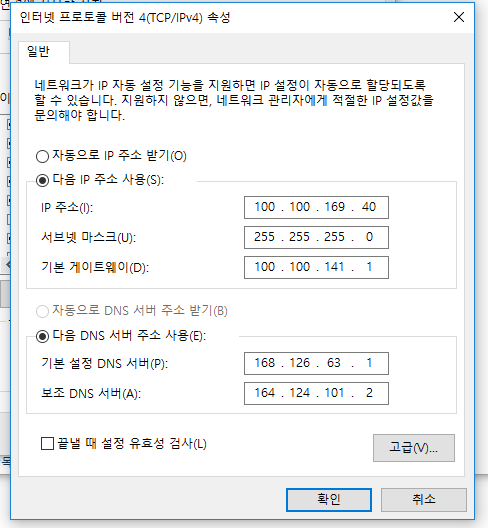 인터넷 프로토콜 버전 4(TCP/IPv4) 속성
일반
네트워크가 IP 자동 설정 기능을 지원하면 IP 설정이 자동으로 할당되도록
할 수 있습니다. 지원하지 않으면, 네트워크 관리자에게 적절한 IP 설정값을
문의해야 합니다.
자동으로 IP 주소 받기(O)
다음 IP 주소 사용(S):
IP 주소(I): 100 . 100 . 169 . 40
서브넷 마스크(U): 255 . 255 . 255 . 0
기본 게이트웨이(D): 100 . 100 . 141 . 1
자동으로 DNS 서버 주소 받기(B)
다음 DNS 서버 주소 사용(E):
기본 설정 DNS 서버(P): 168 . 126 . 63 . 1
보조 DNS 서버(A): 164 . 124 . 101 . 2
끝낼 때 설정 유효성 검사(L)
고급(V)...
확인
취소